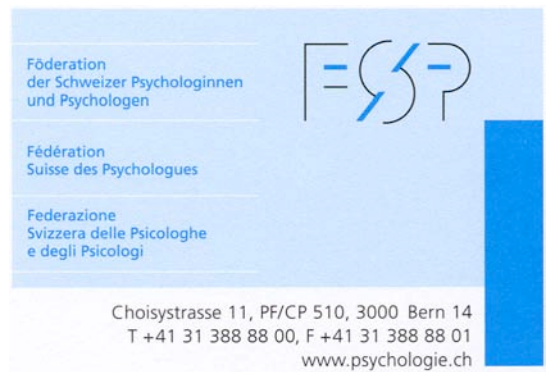 FSP
Föderation
der Schweizer Psychologinnen
und Psychologen
Fédération
Suisse des Psychologues
Federazione
Svizzera delle Psicologhe
e degli Psicologi
Choisystrasse 11, PF/CP 510, 3000 Bern 14
T +41 31 388 88 00, F +41 31 388 88 01
www.psychologie.ch